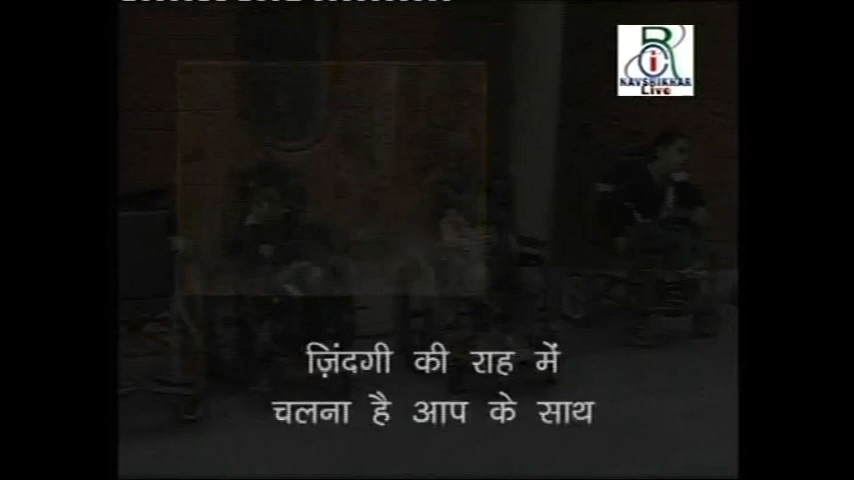 NAVSHIKHAR
Live
ज़िंदगी की राह में
चलना है आप के साथ